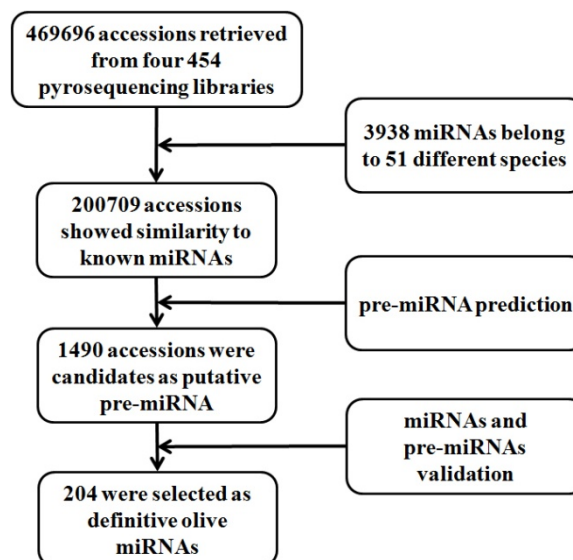 469696 accessions retrieved
from four 454
pyrosequencing libraries
3938 miRNAs belong
to 51 different species
200709 accessions
showed similarity to
known miRNAs
pre-miRNA prediction
1490 accessions were
candidates as putative
pre-miRNA
miRNAs and
pre-miRNAs
validation
204 were selected as
definitive olive
miRNAs